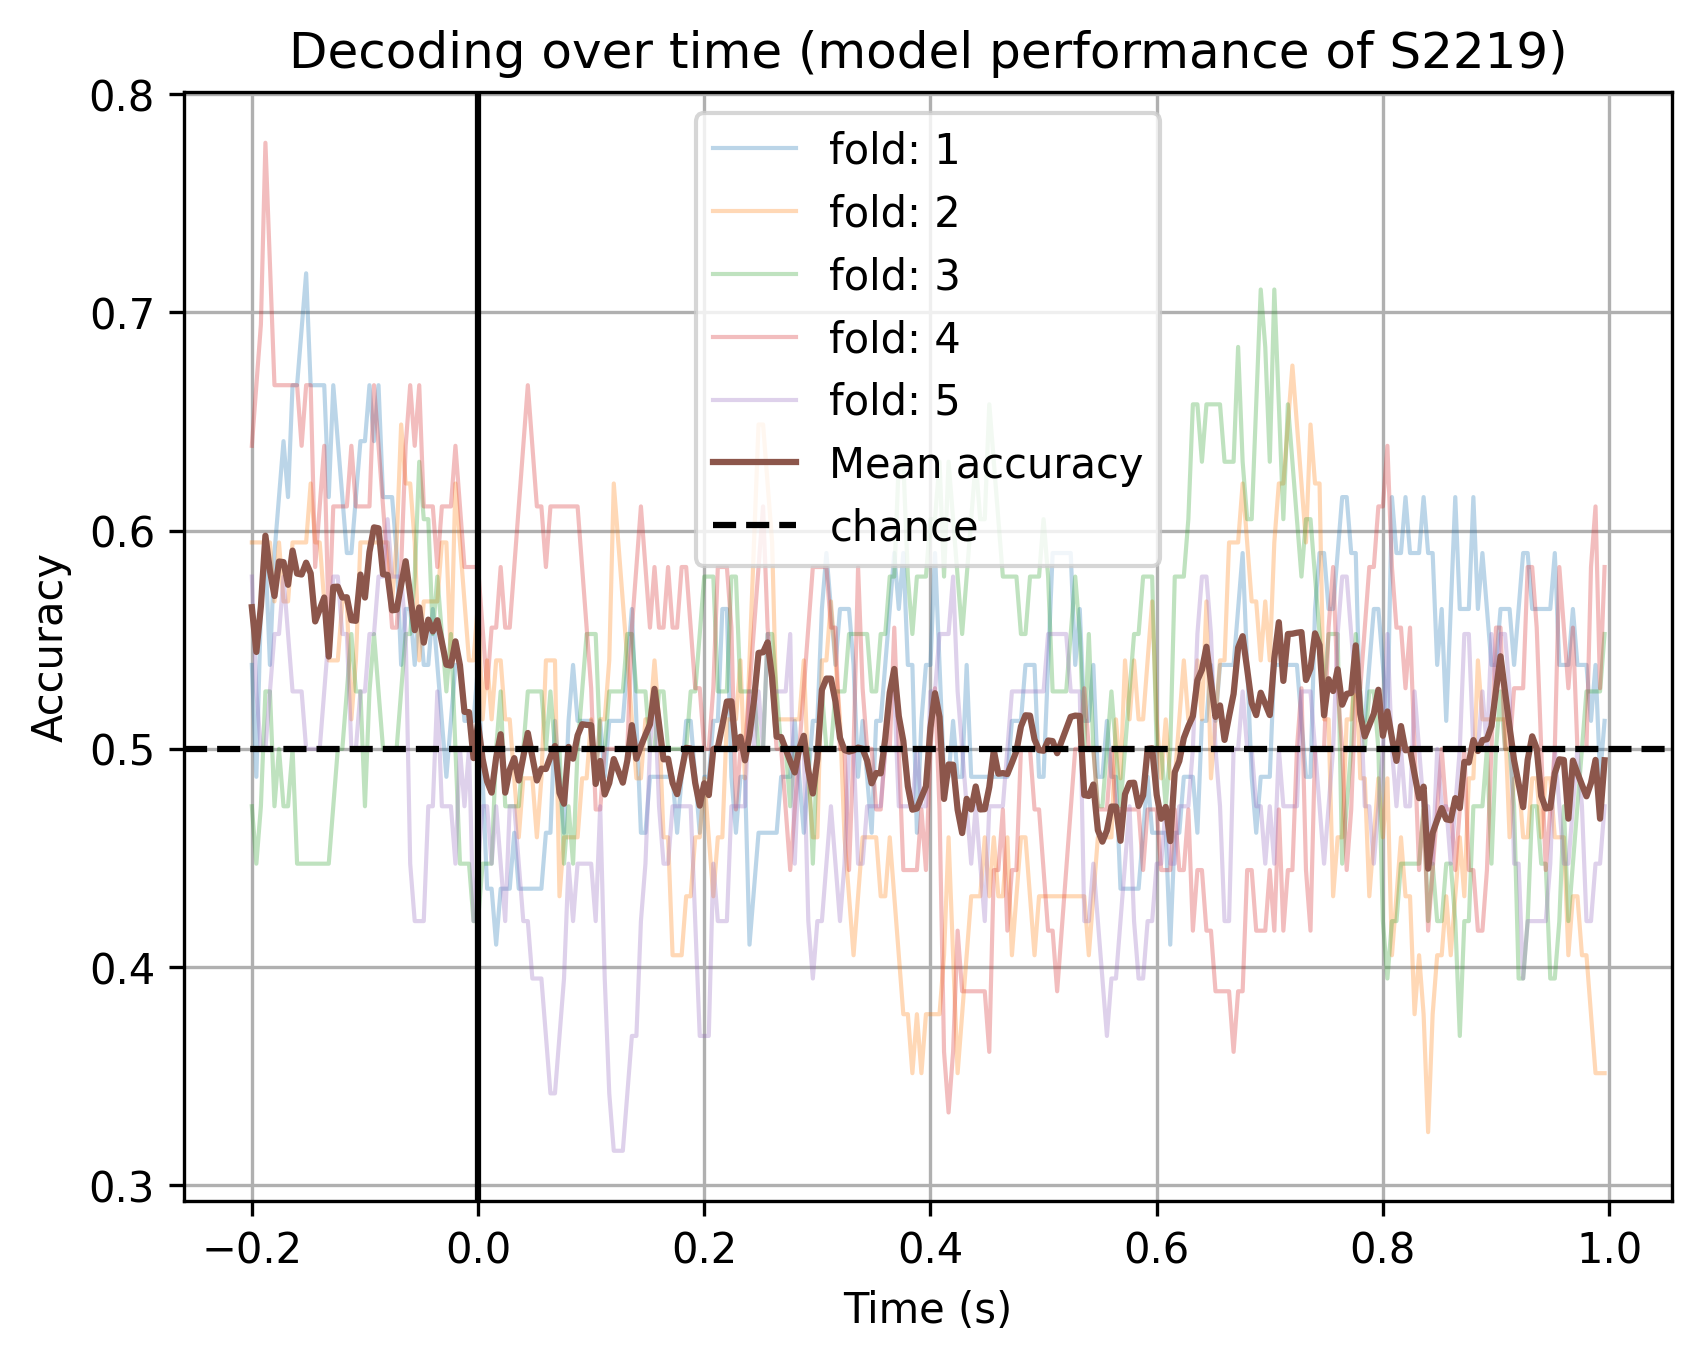 Decoding over time (model performance of S2219)
0.8
0.7
0.6
0.5
0.4
0.3
Accuracy
fold: 1
fold: 2
fold: 3
fold: 4
fold: 5
Mean accuracy
chance
−0.2 0.0 0.2 0.4 0.6 0.8 1.0
Time (s)